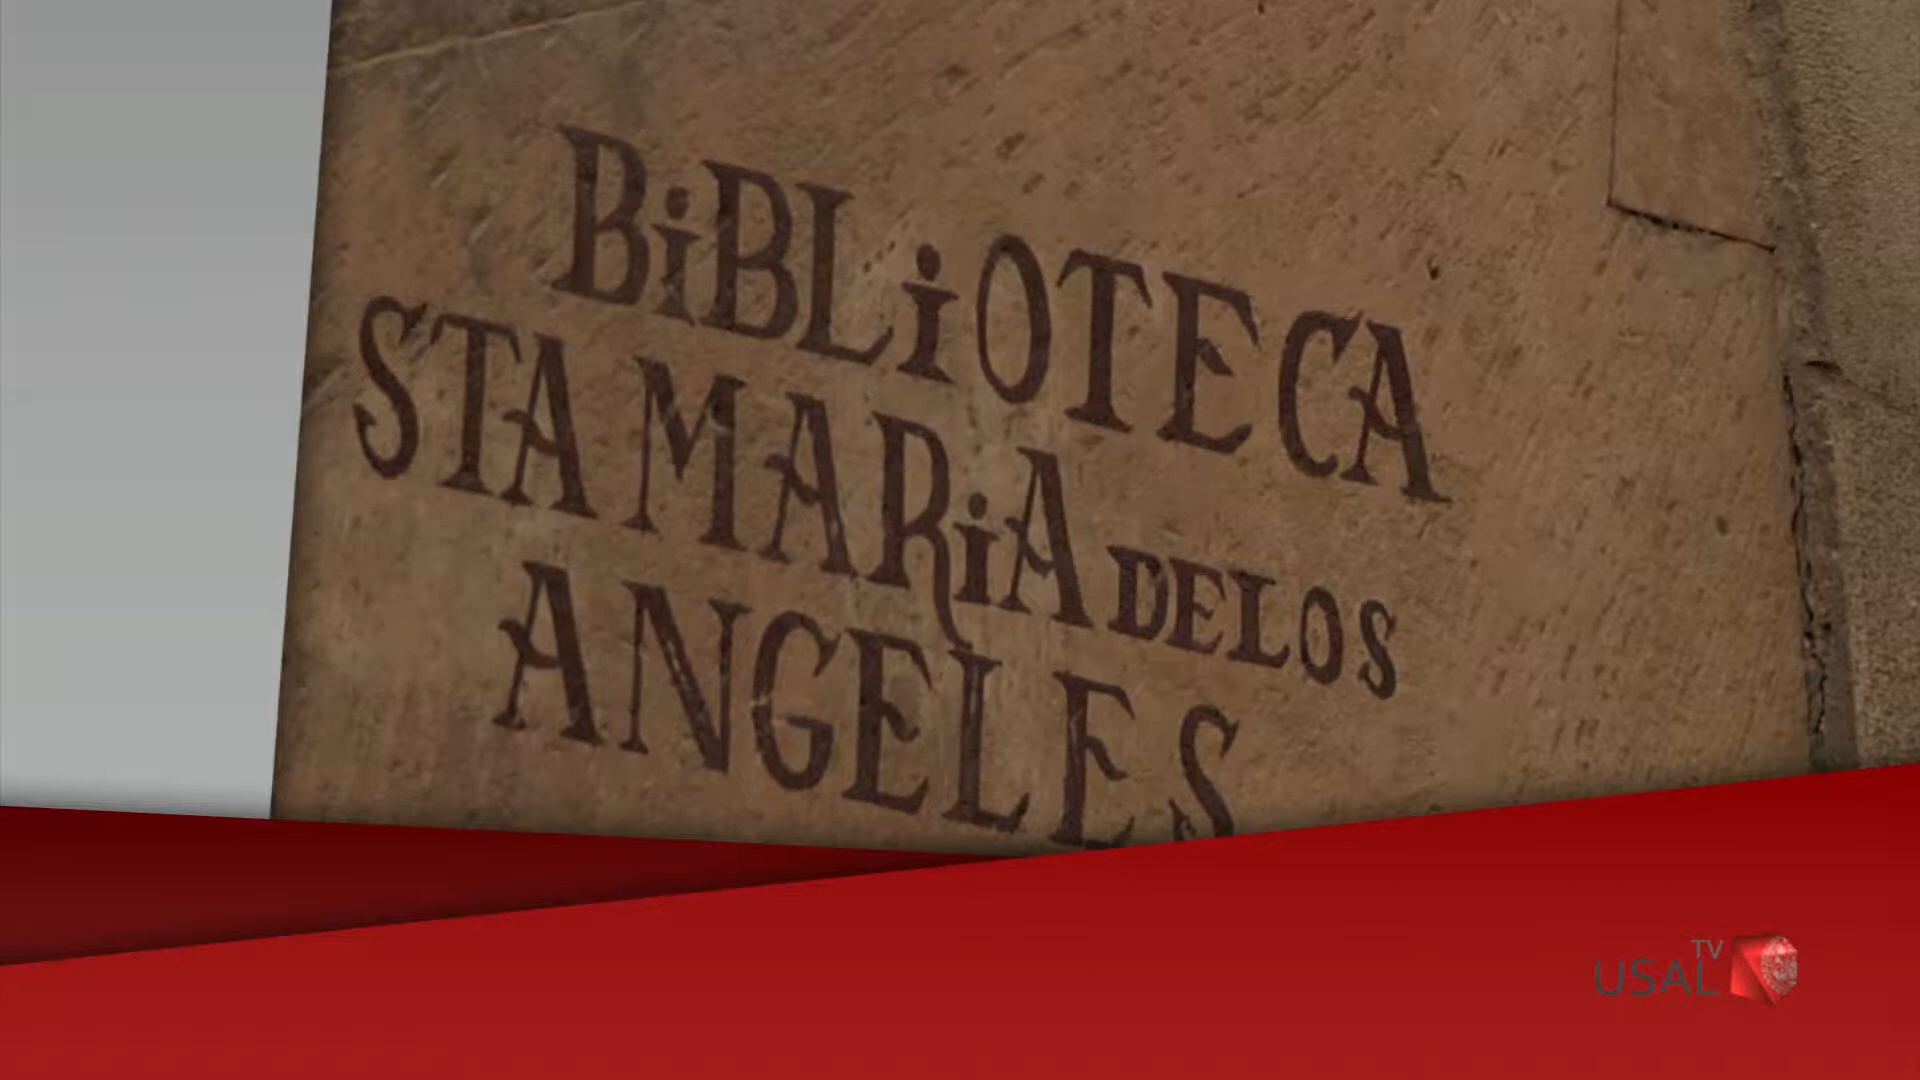 BiBLiOTECA
STA MARiA DE LOS
ANGELES
TV
USAL